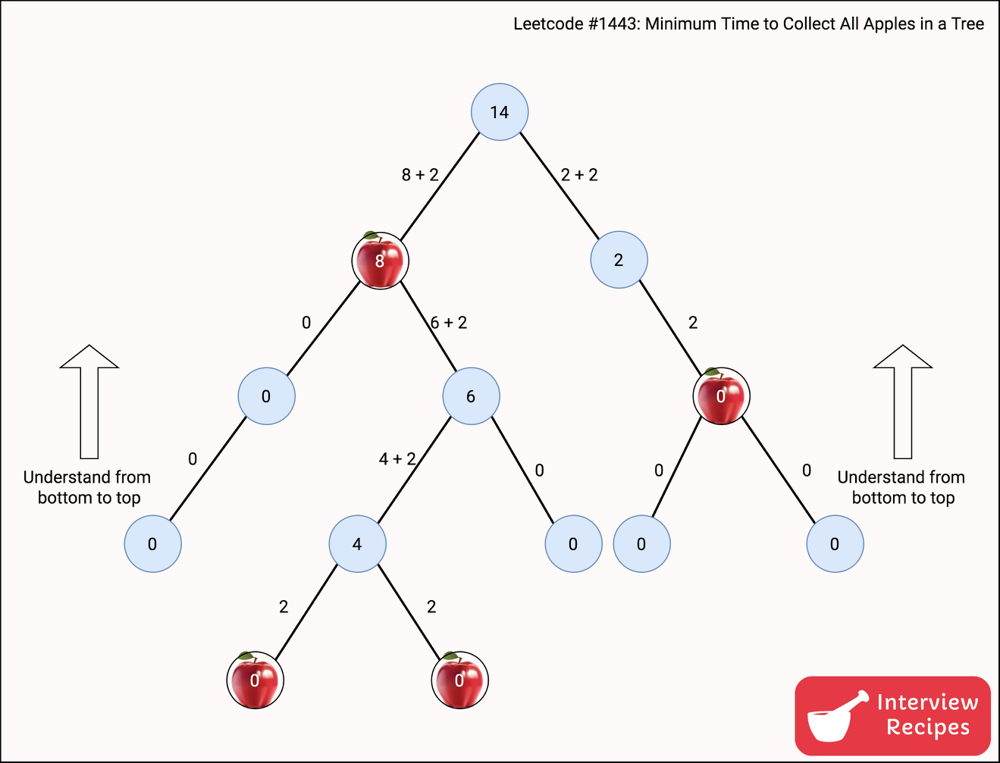 Leetcode #1443: Minimum Time to Collect All Apples in a Tree
14
8 + 2
2 + 2
8
2
0
6 + 2
2
0
6
0
Understand from
bottom to top
0
4 + 2
0
0
0
Understand from
bottom to top
0
4
0
0
0
2
2
0
0
Interview
Recipes